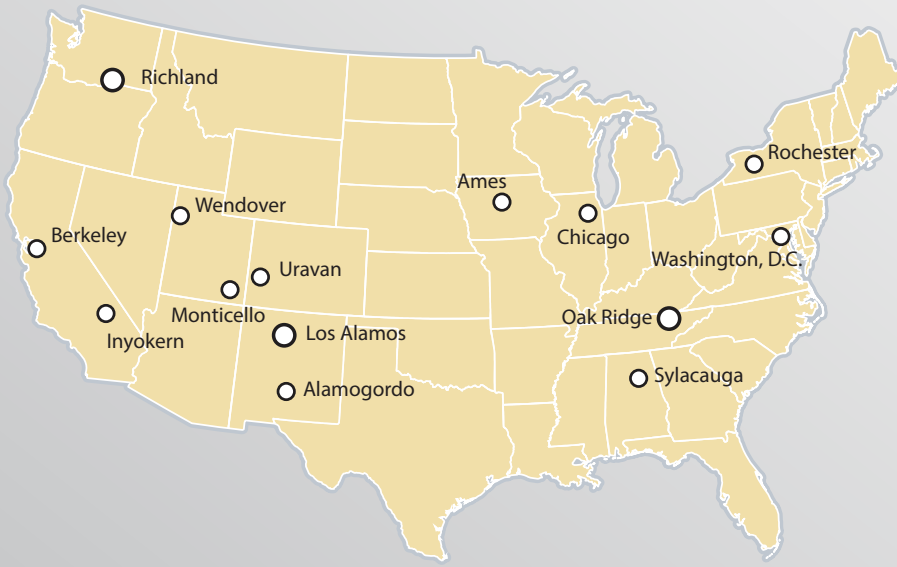 Richland
Rochester
Ames
Wendover
Berkeley
Chicago
Washington, D.C.
Uravan
Monticello
Oak Ridge
Los Alamos
Inyokern
Sylacauga
Alamogordo